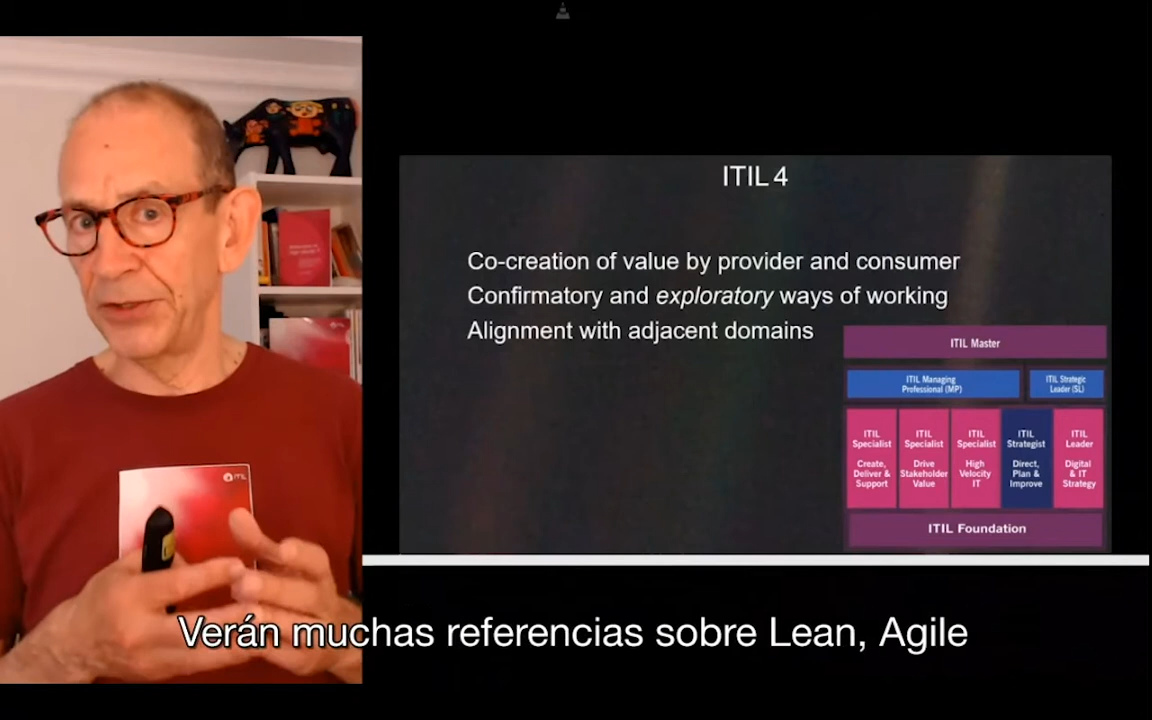 ITIL 4
Co-creation of value by provider and consumer
Confirmatory and exploratory ways of working
Alignment with adjacent domains
ITIL Master
ITIL Managing
Professional (MP)
ITIL Strategic
Leader (SL)
ITIL
Specialist
Create,
Deliver &
Support
ITIL
Specialist
Drive
Stakeholder
Value
ITIL
Specialist
High
Velocity
IT
ITIL
Strategist
Direct,
Plan &
Improve
ITIL
Leader
Digital
& IT
Strategy
ITIL Foundation
ITIL
Verán muchas referencias sobre Lean, Agile